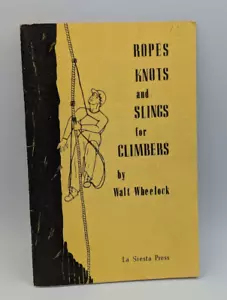 ROPES
KNOTS
and
SLINGS
for
CLIMBERS
by
Walt Wheelock
La Siesta Press